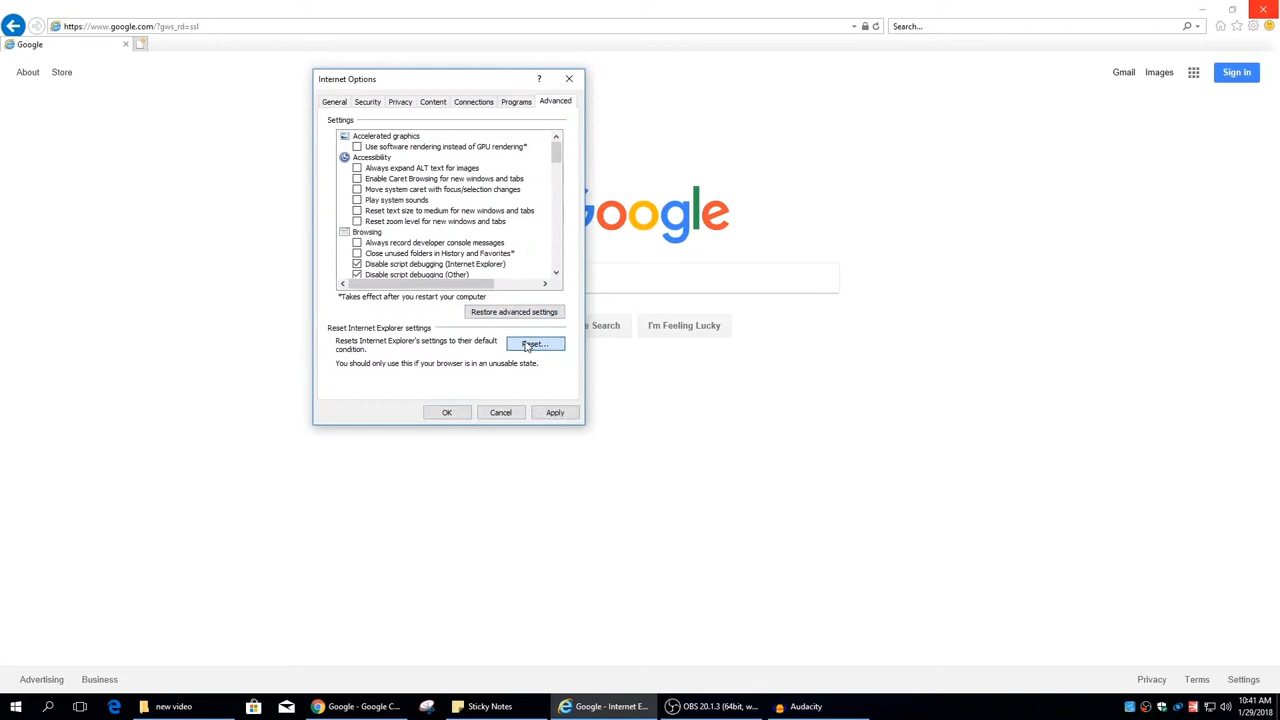 https://www.google.com/?gws_rd=ssl
Search...
Google
About
Store
Gmail
Images
Sign in
Internet Options
General
Security
Privacy
Content
Connections
Programs
Advanced
Settings
Accelerated graphics
Use software rendering instead of GPU rendering*
Accessibility
Always expand ALT text for images
Enable Caret Browsing for new windows and tabs
Move system caret with focus/selection changes
Play system sounds
Reset text size to medium for new windows and tabs
Reset zoom level for new windows and tabs
Browsing
Always record developer console messages
Close unused folders in History and Favorites*
Disable script debugging (Internet Explorer)
Disable script debugging (Other)
*Takes effect after you restart your computer
Restore advanced settings
Reset Internet Explorer settings
Resets Internet Explorer's settings to their default
condition.
Reset...
You should only use this if your browser is in an unusable state.
OK
Cancel
Apply
oogle
Search
I'm Feeling Lucky
Advertising
Business
Privacy
Terms
Settings
new video
Google - Google C...
Sticky Notes
Google - Internet E...
OBS 20.1.3 (64bit, w...
Audacity
10:41 AM
1/29/2018